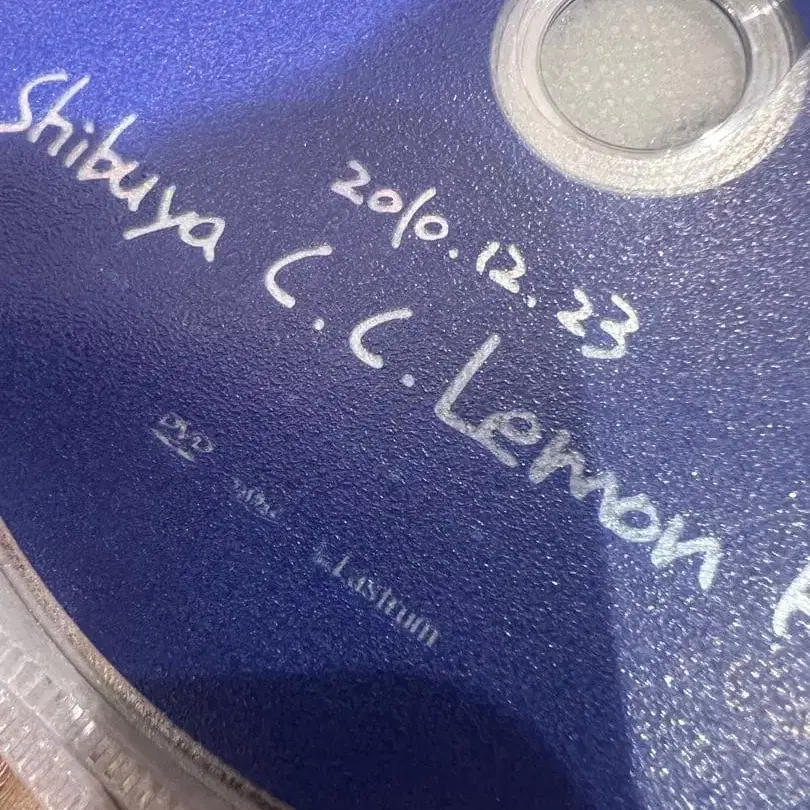 2010.12.23
Shibuya C.C.Lemon
DVD
Lastrum